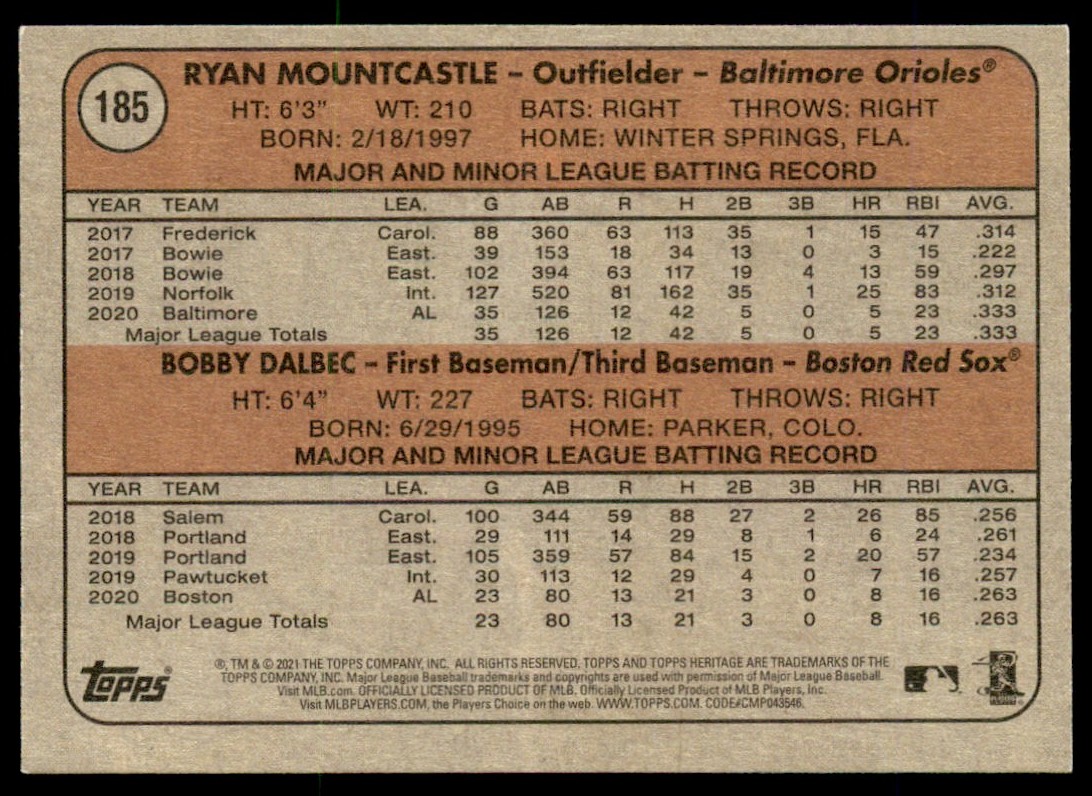 185
RYAN MOUNTCASTLE – Outfielder – Baltimore Orioles®
HT: 6'3" WT: 210 BATS: RIGHT THROWS: RIGHT
BORN: 2/18/1997 HOME: WINTER SPRINGS, FLA.
MAJOR AND MINOR LEAGUE BATTING RECORD
YEAR TEAM LEA. G AB R H 2B 3B HR RBI AVG.
2017 Frederick Carol. 88 360 63 113 35 1 15 47 .314
2017 Bowie East. 39 153 18 34 13 0 3 15 .222
2018 Bowie East. 102 394 63 117 19 4 13 59 .297
2019 Norfolk Int. 127 520 81 162 35 1 25 83 .312
2020 Baltimore AL 35 126 12 42 5 0 5 23 .333
Major League Totals 35 126 12 42 5 0 5 23 .333
BOBBY DALBEC – First Baseman/Third Baseman – Boston Red Sox®
HT: 6'4" WT: 227 BATS: RIGHT THROWS: RIGHT
BORN: 6/29/1995 HOME: PARKER, COLO.
MAJOR AND MINOR LEAGUE BATTING RECORD
YEAR TEAM LEA. G AB R H 2B 3B HR RBI AVG.
2018 Salem Carol. 100 344 59 88 27 2 26 85 .256
2018 Portland East. 29 111 14 29 8 1 6 24 .261
2019 Portland East. 105 359 57 84 15 2 20 57 .234
2019 Pawtucket Int. 30 113 12 29 4 0 7 16 .257
2020 Boston AL 23 80 13 21 3 0 8 16 .263
Major League Totals 23 80 13 21 3 0 8 16 .263
Topps®
®, TM & © 2021 THE TOPPS COMPANY, INC. ALL RIGHTS RESERVED. TOPPS AND TOPPS HERITAGE ARE TRADEMARKS OF THE
TOPPS COMPANY, INC. Major League Baseball trademarks and copyrights are used with permission of Major League Baseball.
Visit MLB.com. OFFICIALLY LICENSED PRODUCT OF MLB. Officially Licensed Product of MLB Players, Inc.
Visit MLBPLAYERS.COM, the Players Choice on the web. WWW.TOPPS.COM. CODE#CMP043546.